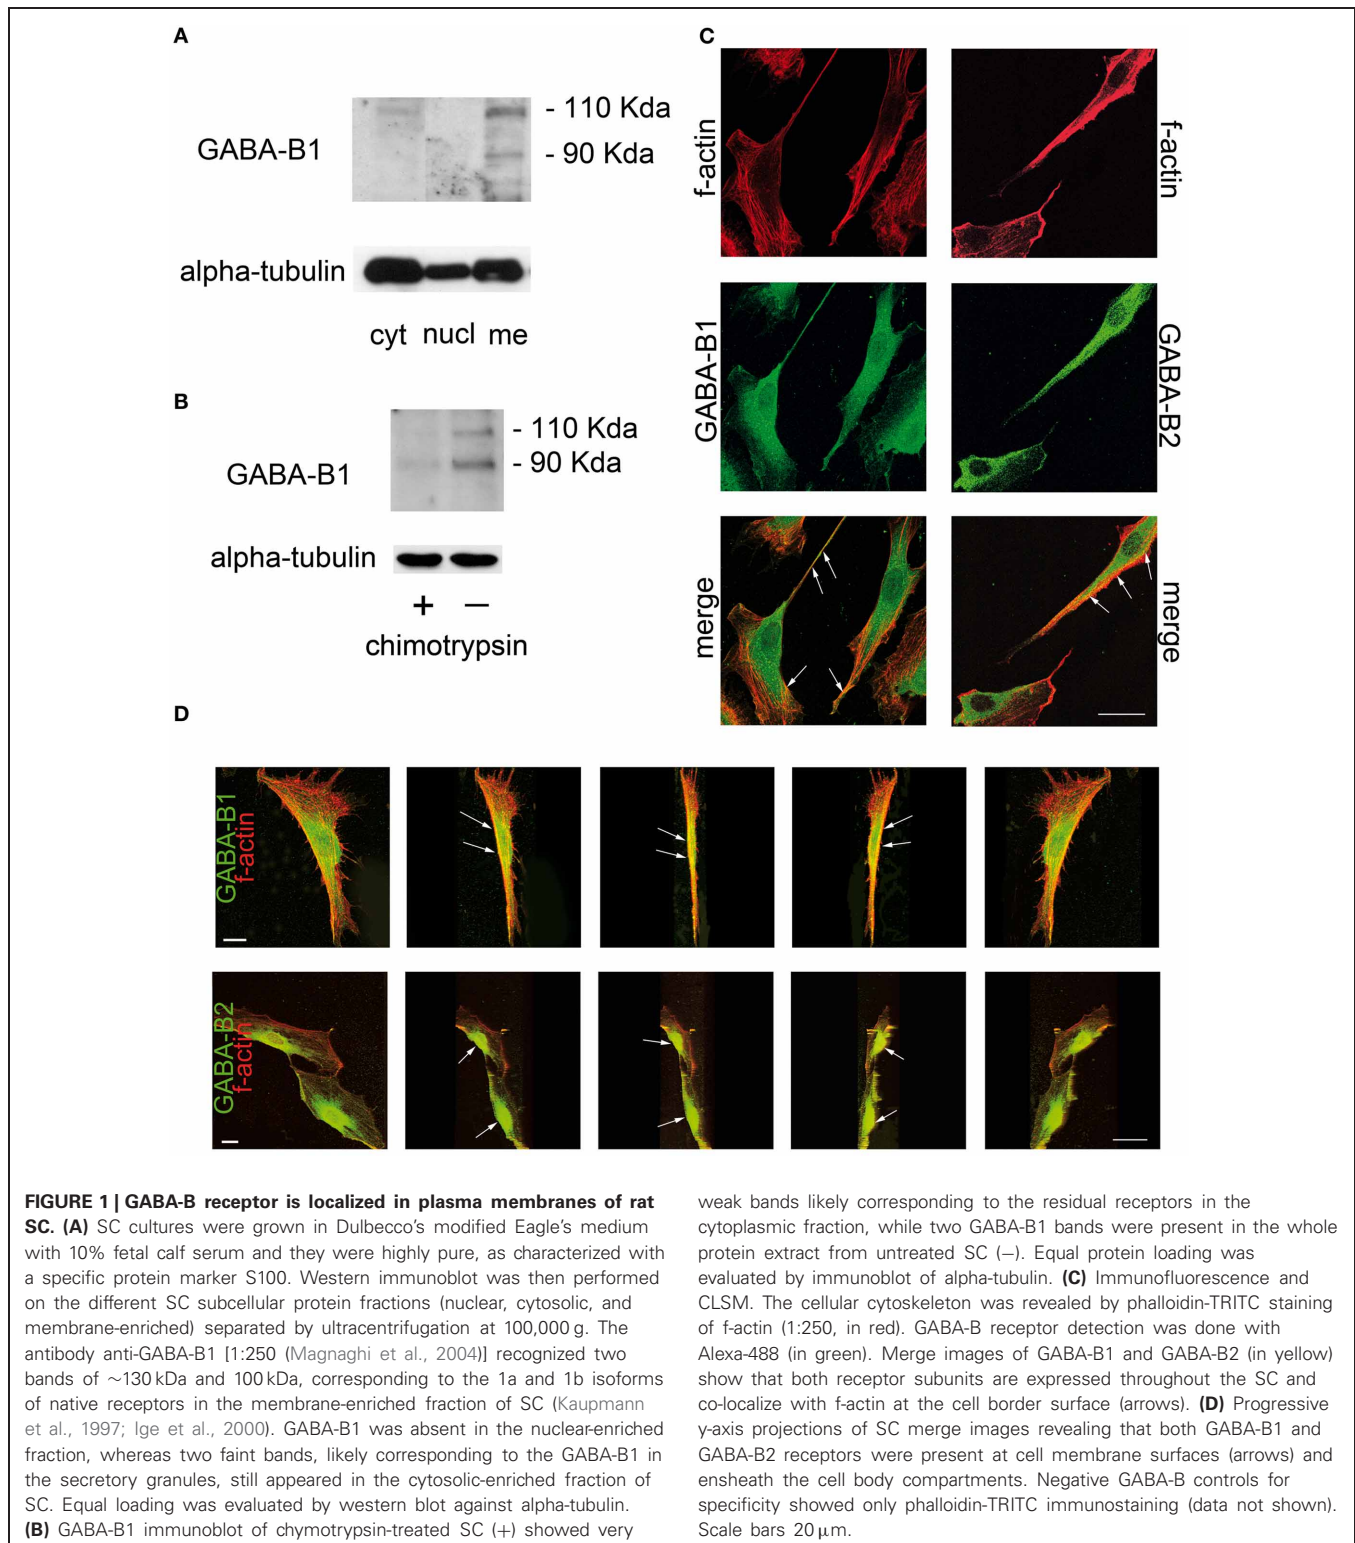 A
GABA-B1
- 110 Kda
- 90 Kda
alpha-tubulin
cyt nucl me
B
GABA-B1
- 110 Kda
- 90 Kda
alpha-tubulin
+ −
chimotrypsin
C
f-actin
f-actin
GABA-B1
GABA-B2
merge
merge
D
GABA-B1
f-actin
GABA-B2
f-actin
FIGURE 1 | GABA-B receptor is localized in plasma membranes of rat
SC. (A) SC cultures were grown in Dulbecco's modified Eagle's medium
with 10% fetal calf serum and they were highly pure, as characterized with
a specific protein marker S100. Western immunoblot was then performed
on the different SC subcellular protein fractions (nuclear, cytosolic, and
membrane-enriched) separated by ultracentrifugation at 100,000 g. The
antibody anti-GABA-B1 [1:250 (Magnaghi et al., 2004)] recognized two
bands of ∼130 kDa and 100 kDa, corresponding to the 1a and 1b isoforms
of native receptors in the membrane-enriched fraction of SC (Kaupmann
et al., 1997; Ige et al., 2000). GABA-B1 was absent in the nuclear-enriched
fraction, whereas two faint bands, likely corresponding to the GABA-B1 in
the secretory granules, still appeared in the cytosolic-enriched fraction of
SC. Equal loading was evaluated by western blot against alpha-tubulin.
(B) GABA-B1 immunoblot of chymotrypsin-treated SC (+) showed very
weak bands likely corresponding to the residual receptors in the
cytoplasmic fraction, while two GABA-B1 bands were present in the whole
protein extract from untreated SC (−). Equal protein loading was
evaluated by immunoblot of alpha-tubulin. (C) Immunofluorescence and
CLSM. The cellular cytoskeleton was revealed by phalloidin-TRITC staining
of f-actin (1:250, in red). GABA-B receptor detection was done with
Alexa-488 (in green). Merge images of GABA-B1 and GABA-B2 (in yellow)
show that both receptor subunits are expressed throughout the SC and
co-localize with f-actin at the cell border surface (arrows). (D) Progressive
y-axis projections of SC merge images revealing that both GABA-B1 and
GABA-B2 receptors were present at cell membrane surfaces (arrows) and
ensheath the cell body compartments. Negative GABA-B controls for
specificity showed only phalloidin-TRITC immunostaining (data not shown).
Scale bars 20 μm.